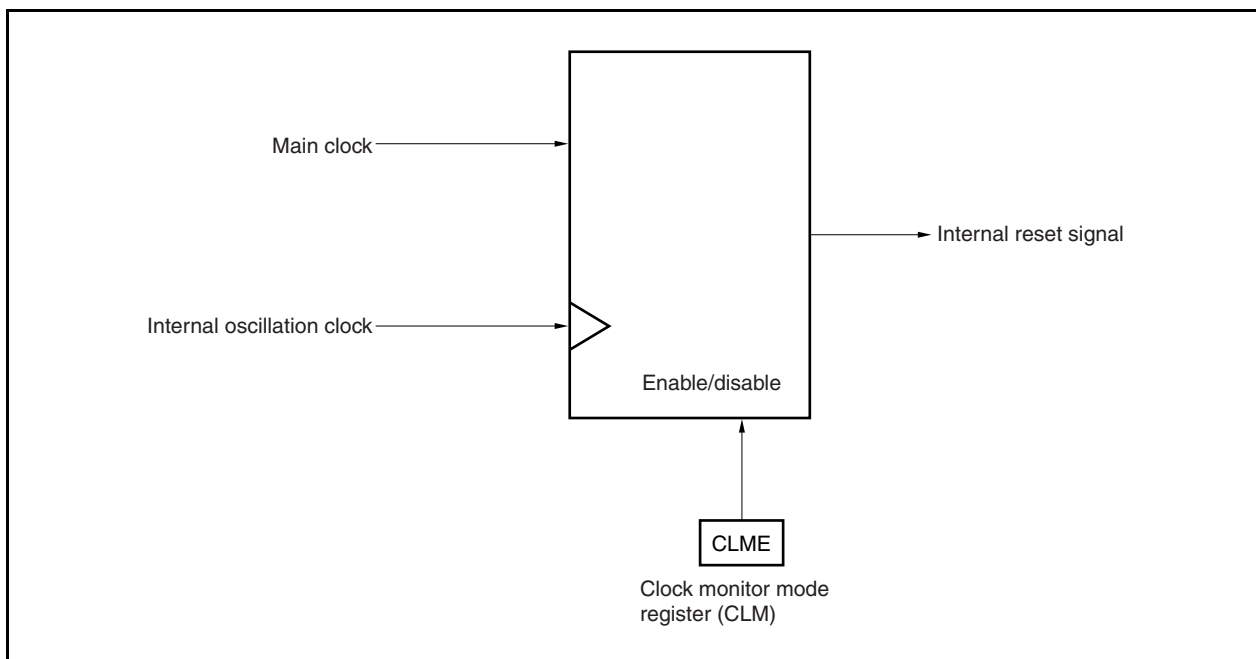 Main clock
Internal reset signal
Internal oscillation clock
Enable/disable
CLME
Clock monitor mode
register (CLM)